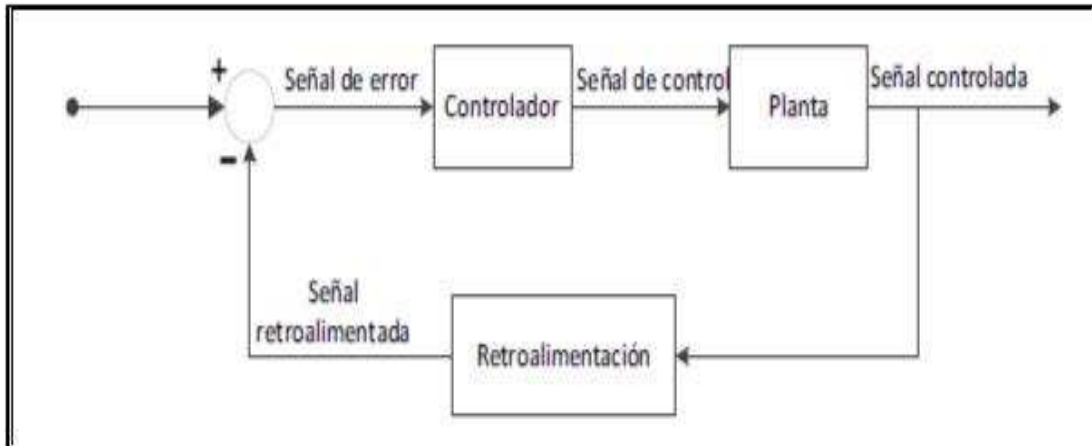 +
Señal de error
Controlador
Señal de control
Planta
Señal controlada
-
Señal
retroalimentada
Retroalimentación